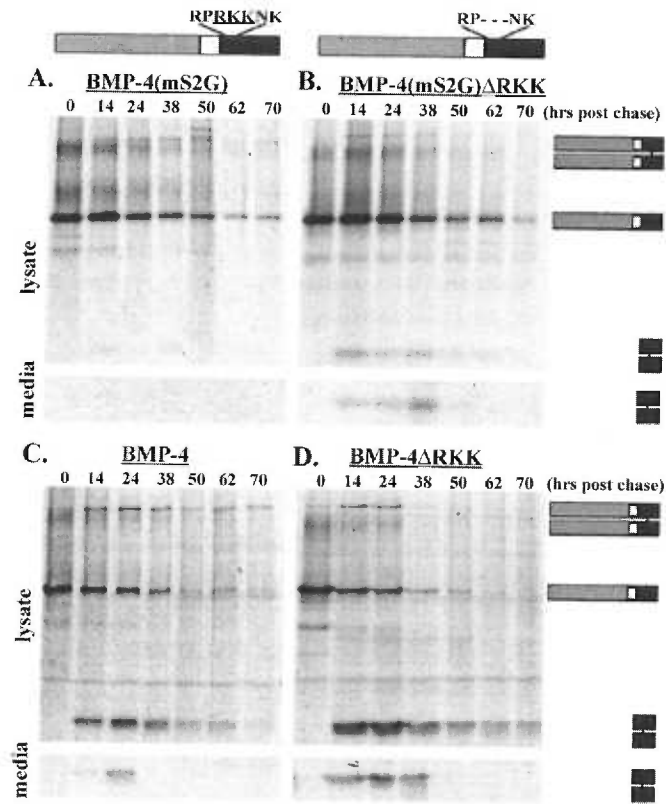 RPRKKNK
RP---NK
A. BMP-4(mS2G)
B. BMP-4(mS2G)ΔRKK
0 14 24 38 50 62 70
0 14 24 38 50 62 70 (hrs post chase)
lysate
media
C. BMP-4
D. BMP-4ΔRKK
0 14 24 38 50 62 70
0 14 24 38 50 62 70 (hrs post chase)
lysate
media